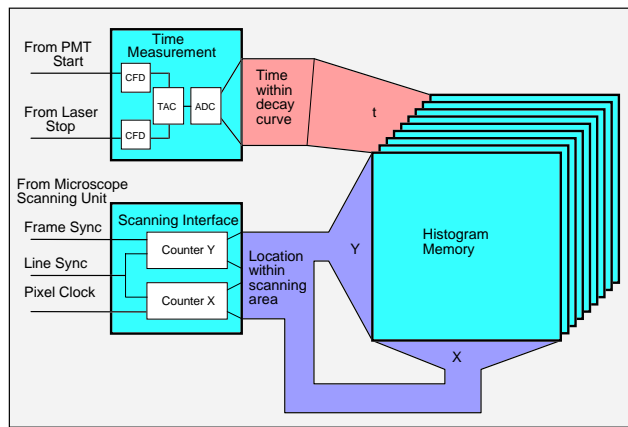 From PMT
Start
Time
Measurement
CFD
TAC
ADC
From Laser
Stop
CFD
Time
within
decay
curve
t
From Microscope
Scanning Unit
Frame Sync
Line Sync
Pixel Clock
Scanning Interface
Counter Y
Counter X
Location
within
scanning
area
Y
X
Histogram
Memory